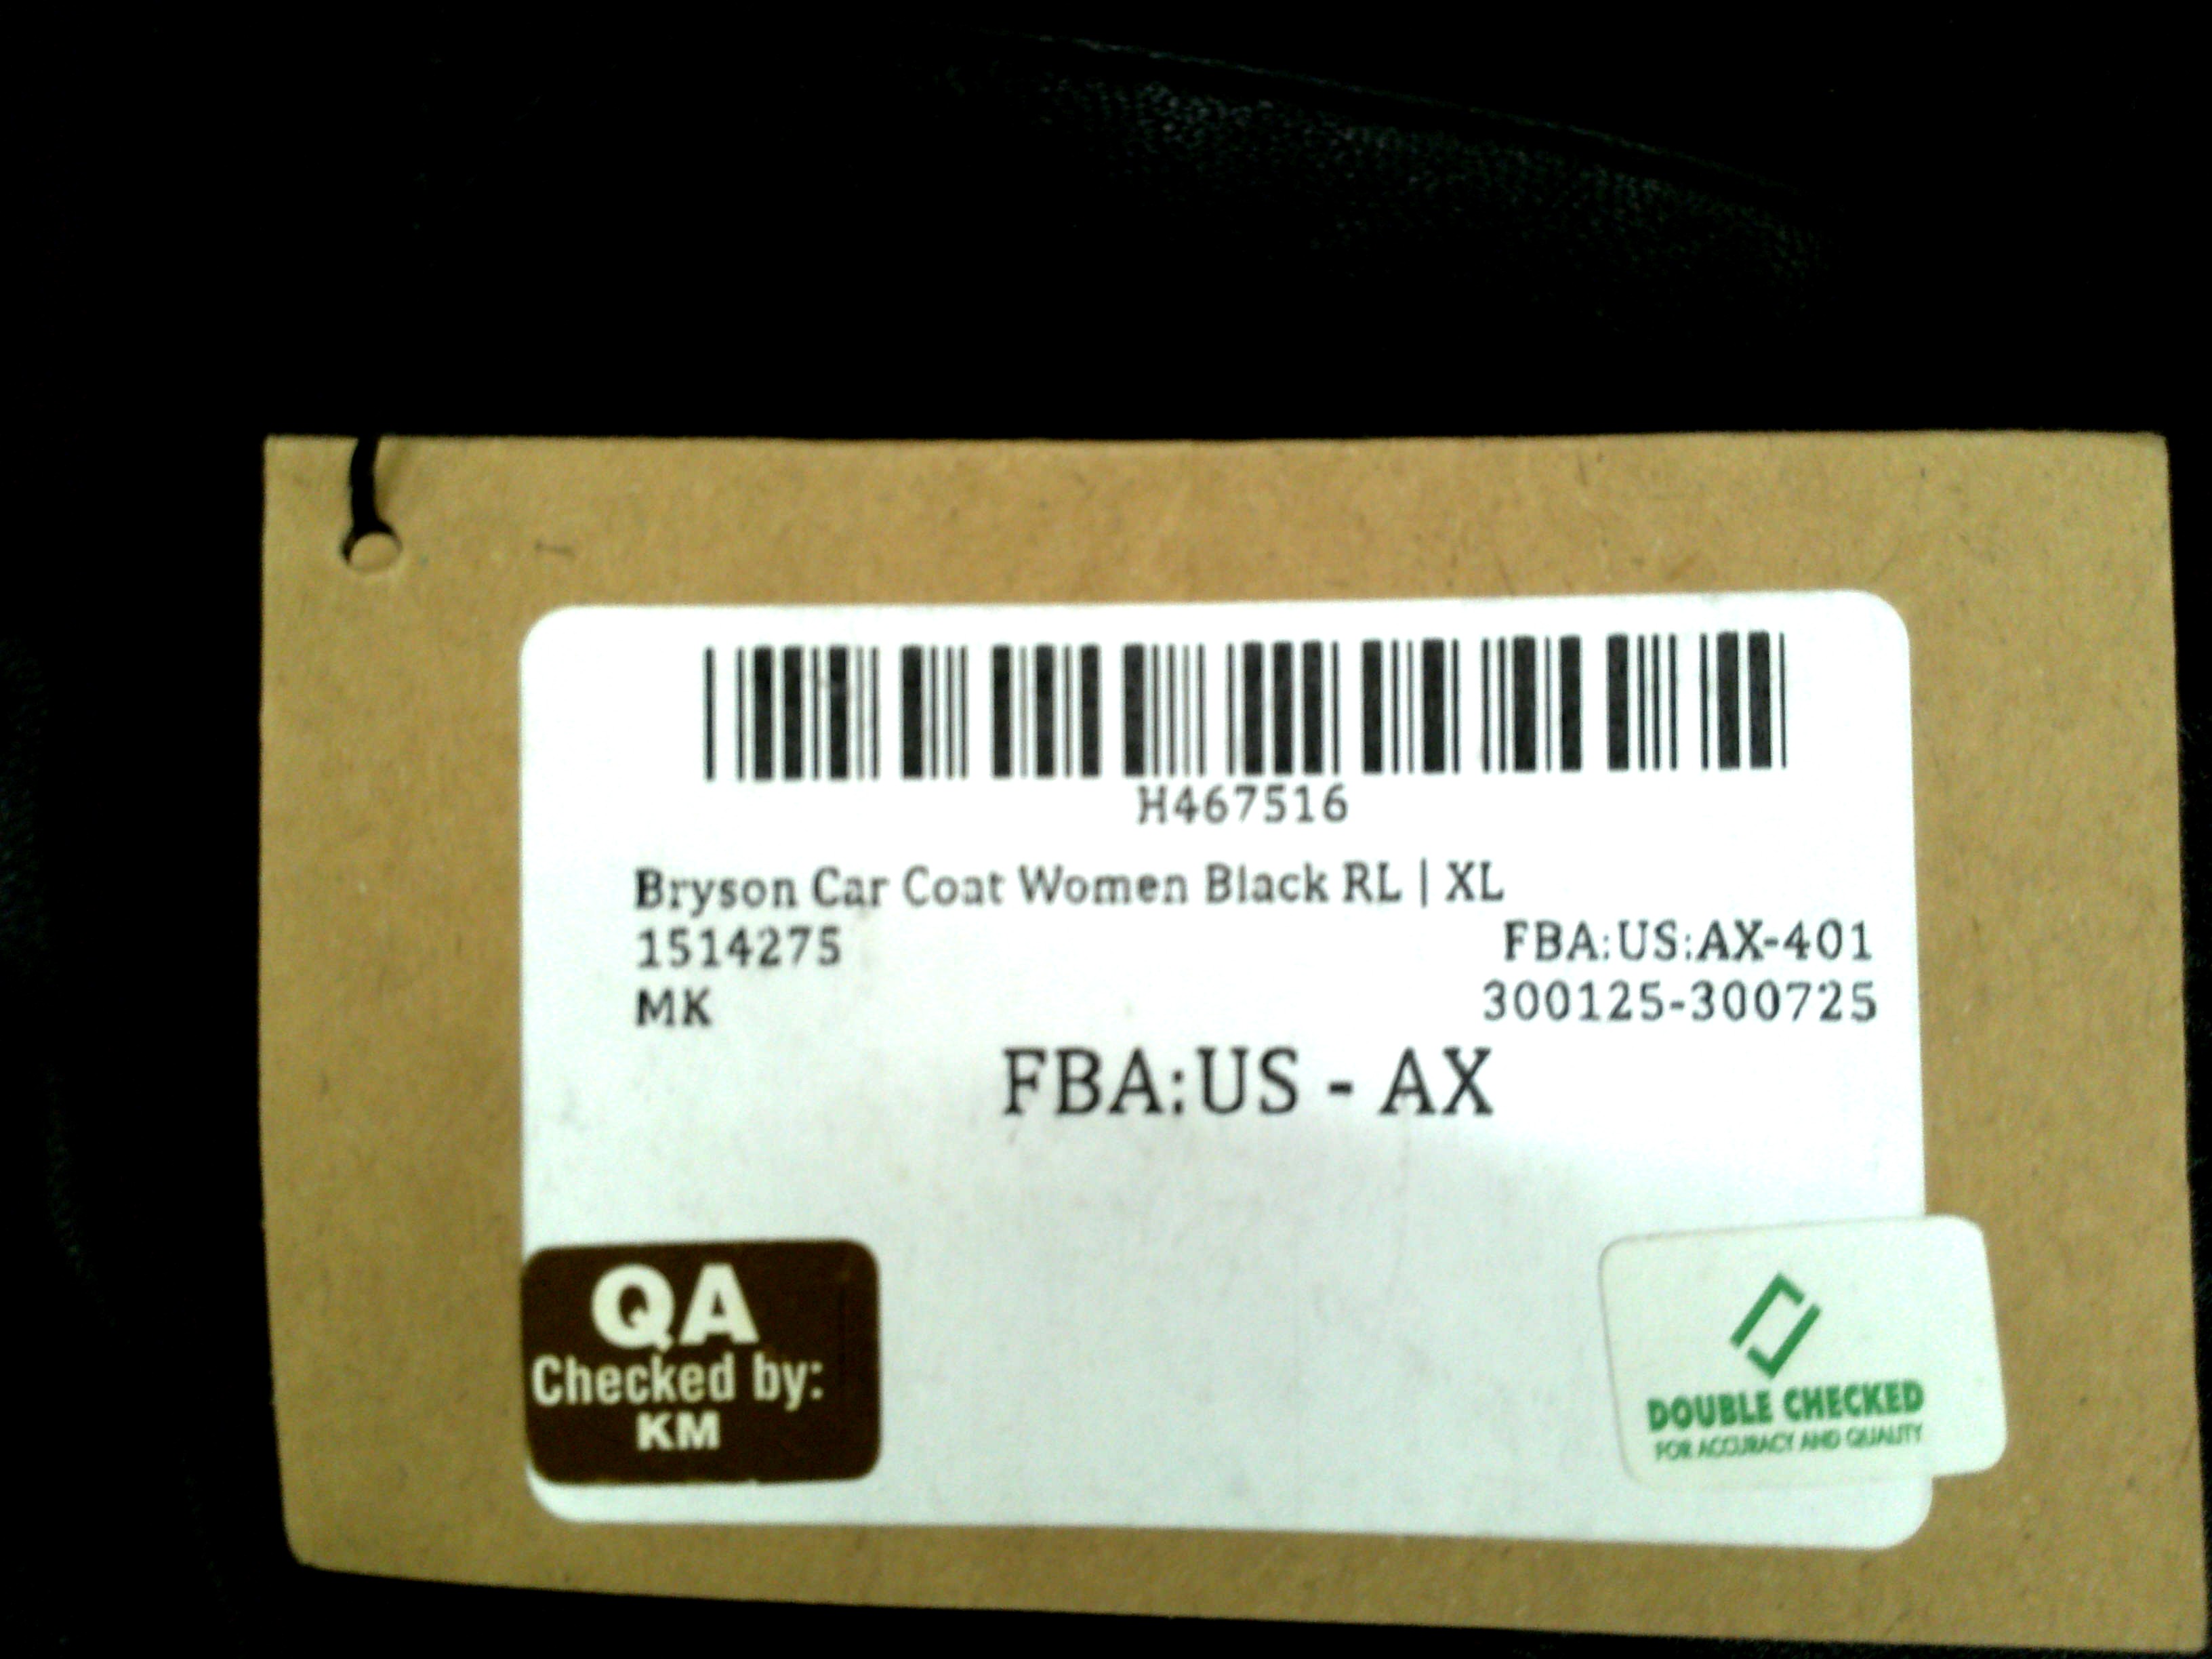 H467516
Bryson Car Coat Women Black RL | XL
1514275
FBA:US:AX-401
MK
300125-300725
FBA:US - AX
QA
Checked by:
KM
DOUBLE CHECKED
FOR ACCURACY AND QUALITY